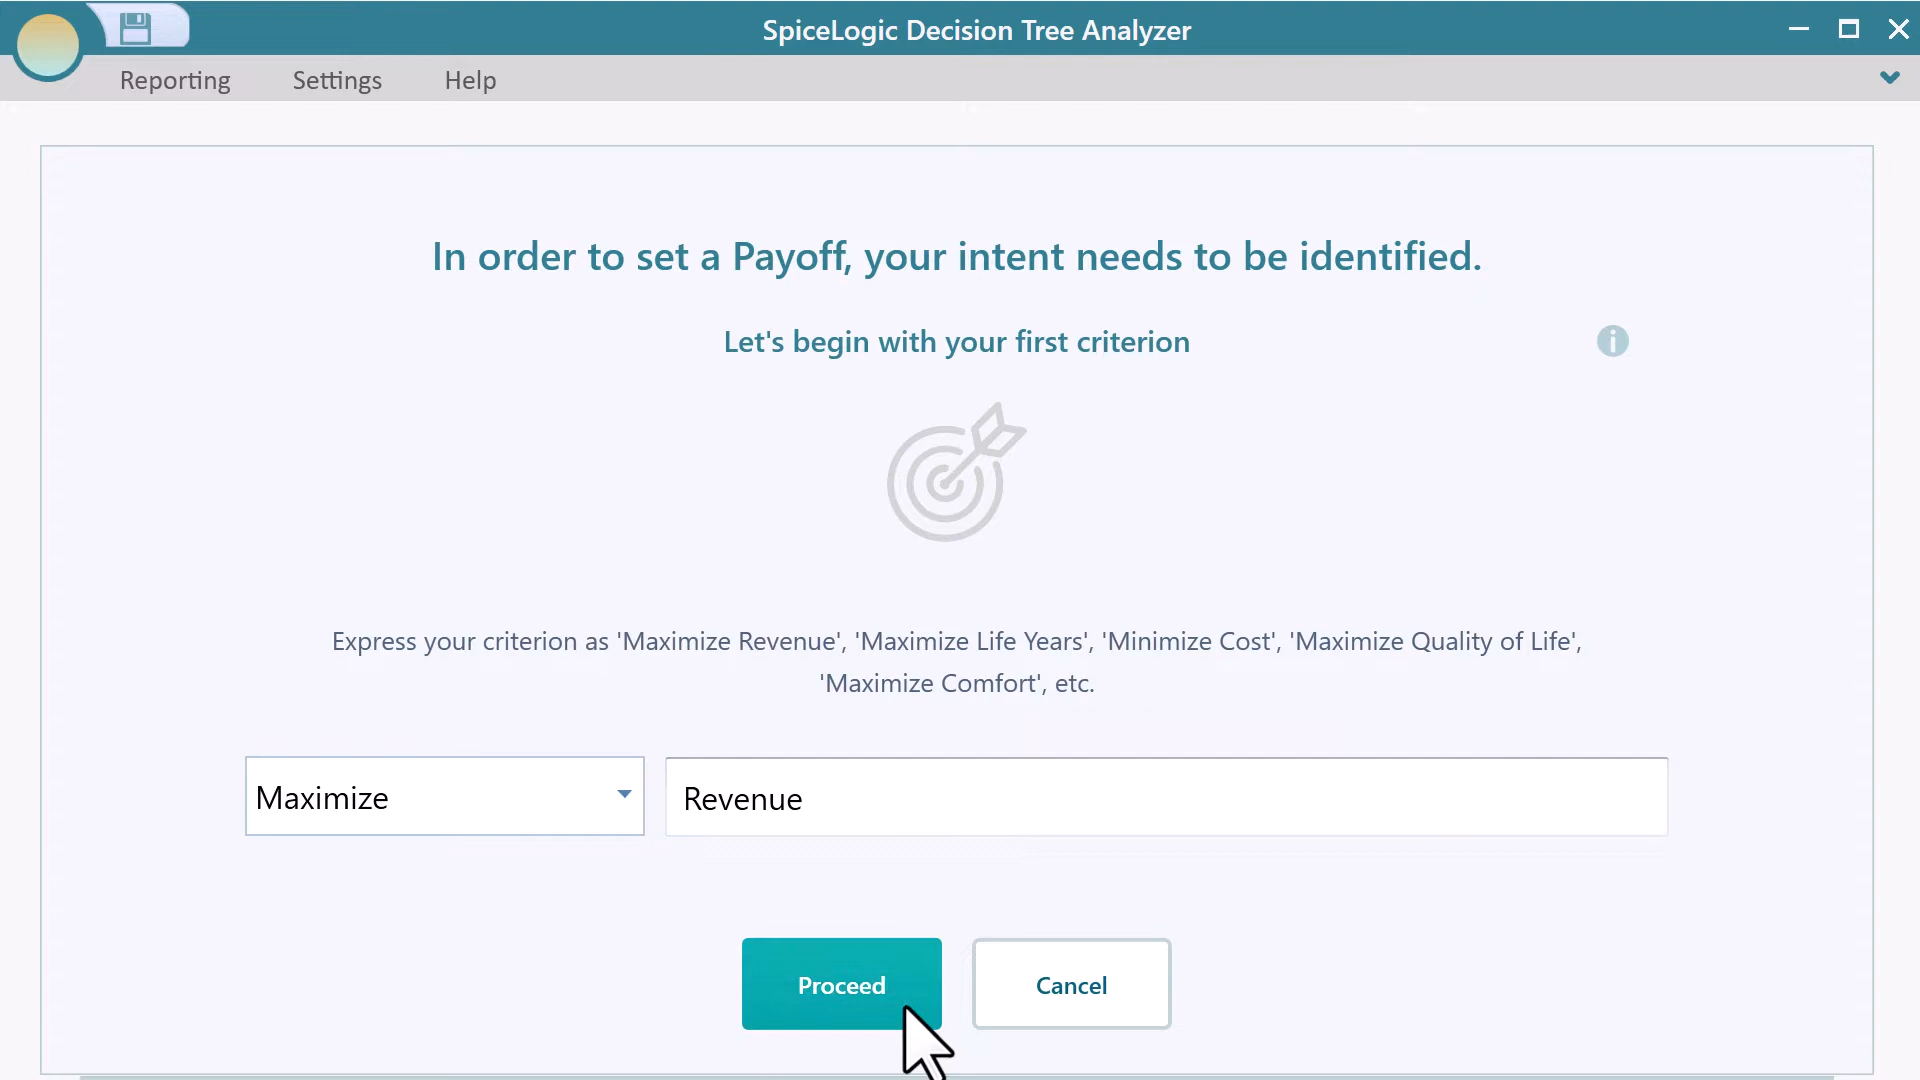 SpiceLogic Decision Tree Analyzer
Reporting Settings Help
In order to set a Payoff, your intent needs to be identified.
Let's begin with your first criterion
Express your criterion as 'Maximize Revenue', 'Maximize Life Years', 'Minimize Cost', 'Maximize Quality of Life',
'Maximize Comfort', etc.
Maximize Revenue
Proceed Cancel